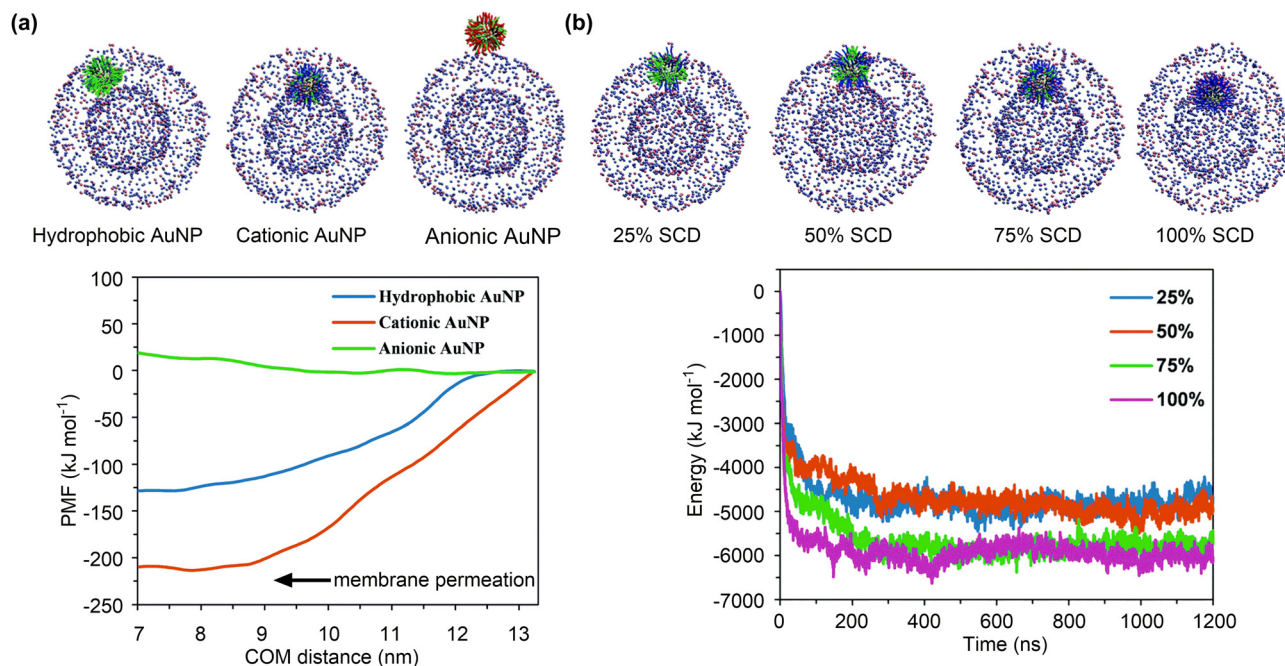 (a)
Hydrophobic AuNP
Cationic AuNP
Anionic AuNP
100
50
0
-50
-100
-150
-200
-250
PMF (kJ mol⁻¹)
Hydrophobic AuNP
Cationic AuNP
Anionic AuNP
membrane permeation
7 8 9 10 11 12 13
COM distance (nm)
(b)
25% SCD
50% SCD
75% SCD
100% SCD
0
-1000
-2000
-3000
-4000
-5000
-6000
-7000
Energy (kJ mol⁻¹)
25%
50%
75%
100%
0 200 400 600 800 1000 1200
Time (ns)